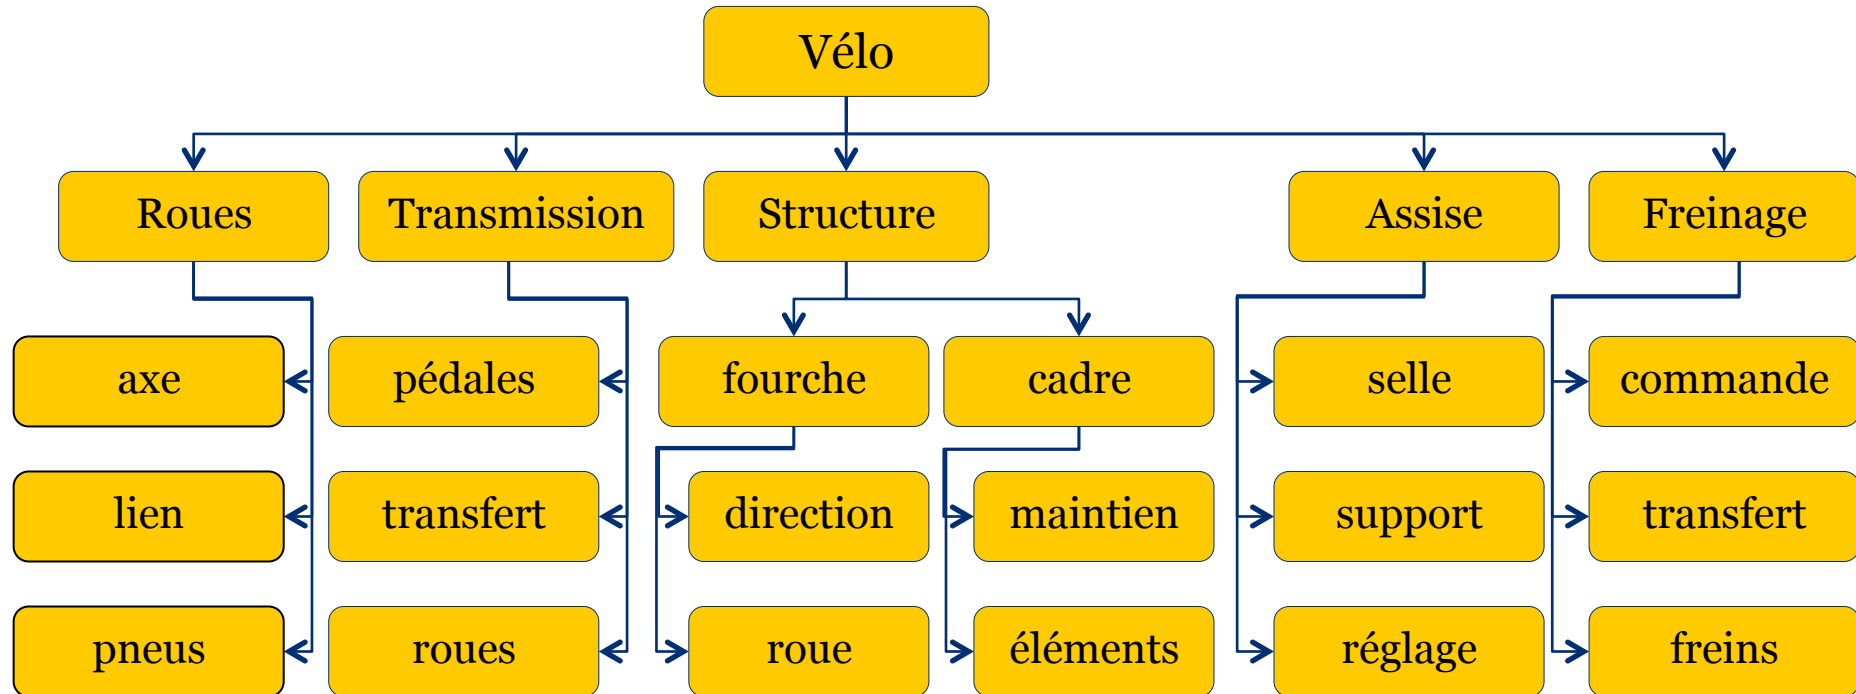 Vélo
Roues
Transmission
Structure
Assise
Freinage
axe
pédales
fourche
cadre
selle
commande
lien
transfert
direction
maintien
support
transfert
pneus
roues
roue
éléments
réglage
freins